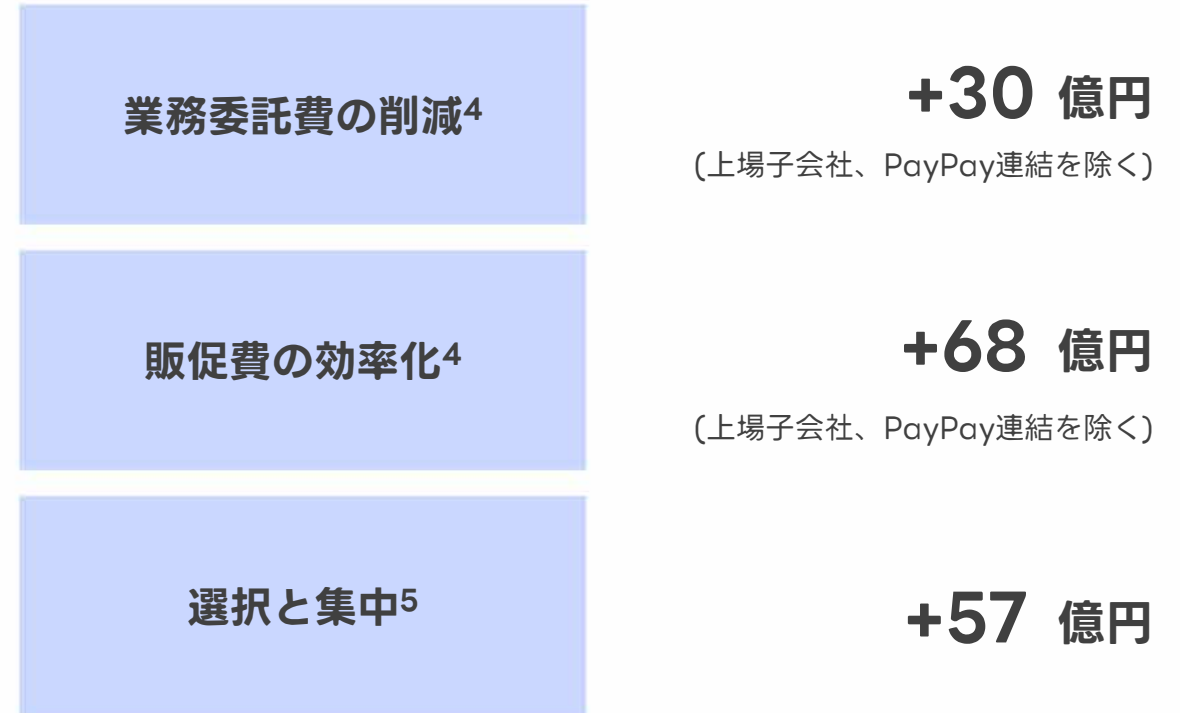 業務委託費の削減4
+30 億円
(上場子会社、PayPay連結を除く)
販促費の効率化4
+68 億円
(上場子会社、PayPay連結を除く)
選択と集中5
+57 億円